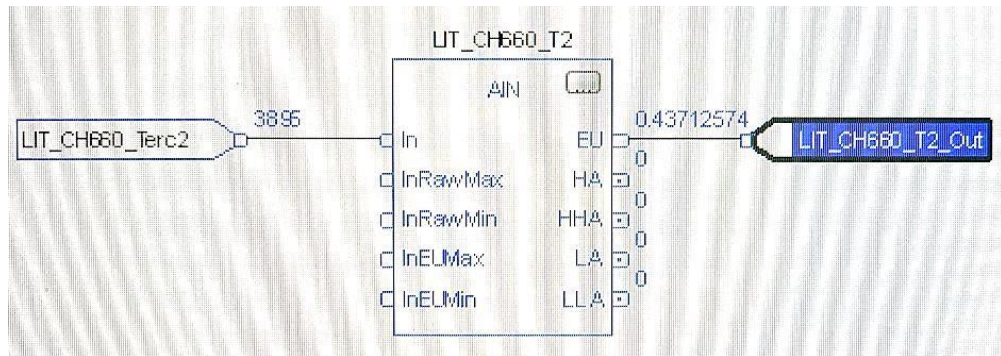 LIT_CH660_T2
AIN
LIT_CH660_Terc2
3895
In
EU
0.43712574
LIT_CH660_T2_Out
InRawMax
HA
0
InRawMin
HHA
0
InEUMax
LA
0
InEUMin
LLA
0